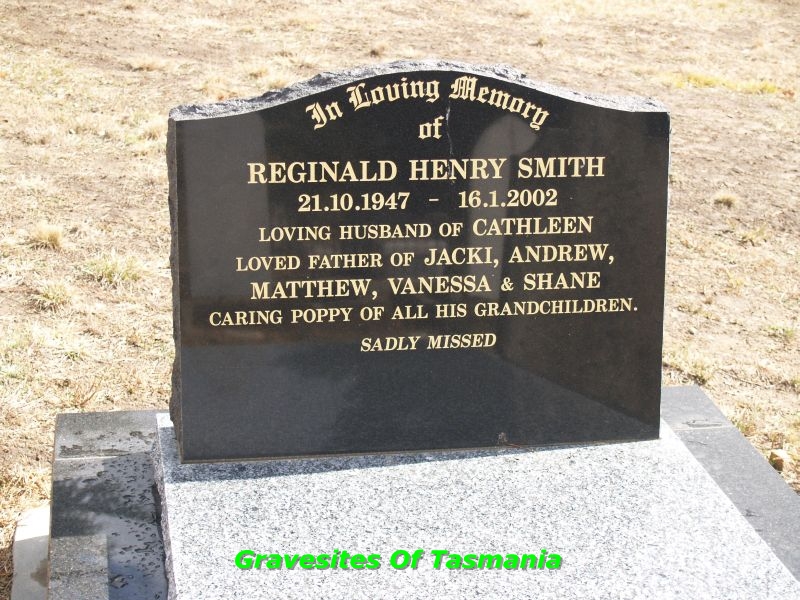 In Loving Memory
of
REGINALD HENRY SMITH
21.10.1947 - 16.1.2002
LOVING HUSBAND OF CATHLEEN
LOVED FATHER OF JACKI, ANDREW,
MATTHEW, VANESSA & SHANE
CARING POPPY OF ALL HIS GRANDCHILDREN.
SADLY MISSED
Gravesites Of Tasmania